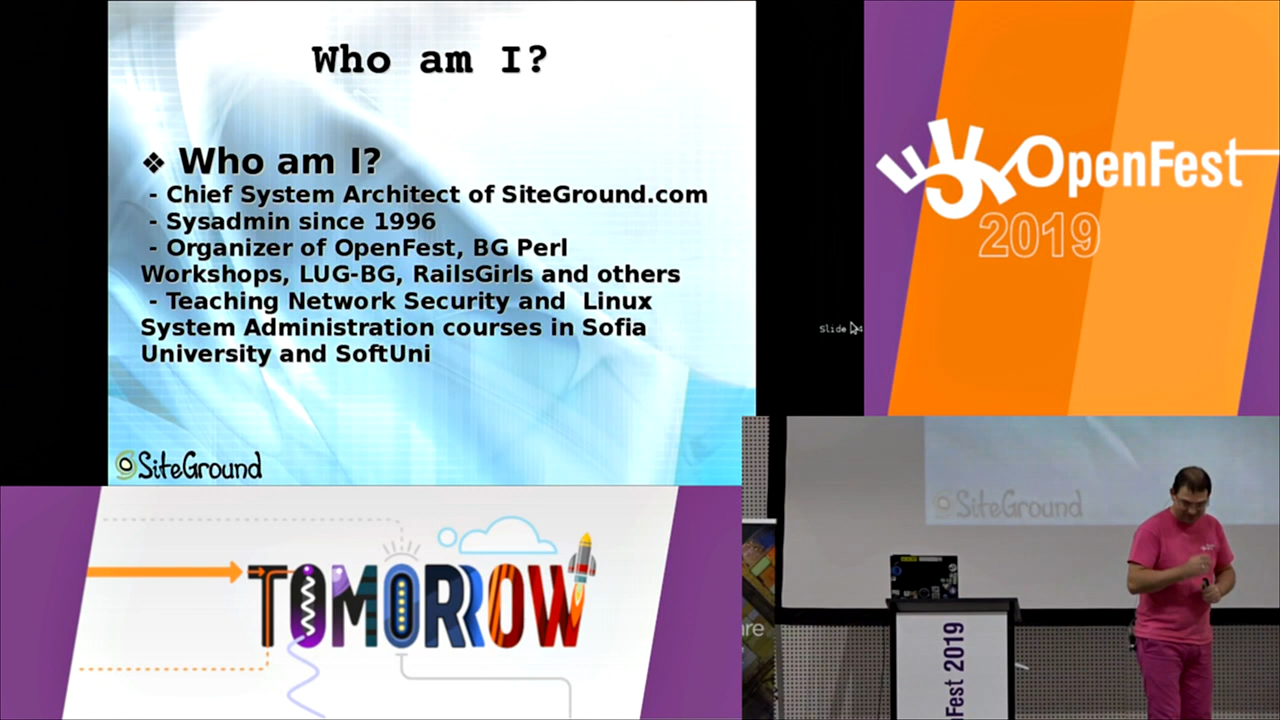 Who am I?
❖ Who am I?
- Chief System Architect of SiteGround.com
- Sysadmin since 1996
- Organizer of OpenFest, BG Perl
Workshops, LUG-BG, RailsGirls and others
- Teaching Network Security and  Linux
System Administration courses in Sofia
University and SoftUni
SiteGround
OpenFest
2019
TOMORROW
SiteGround
Fest 2019